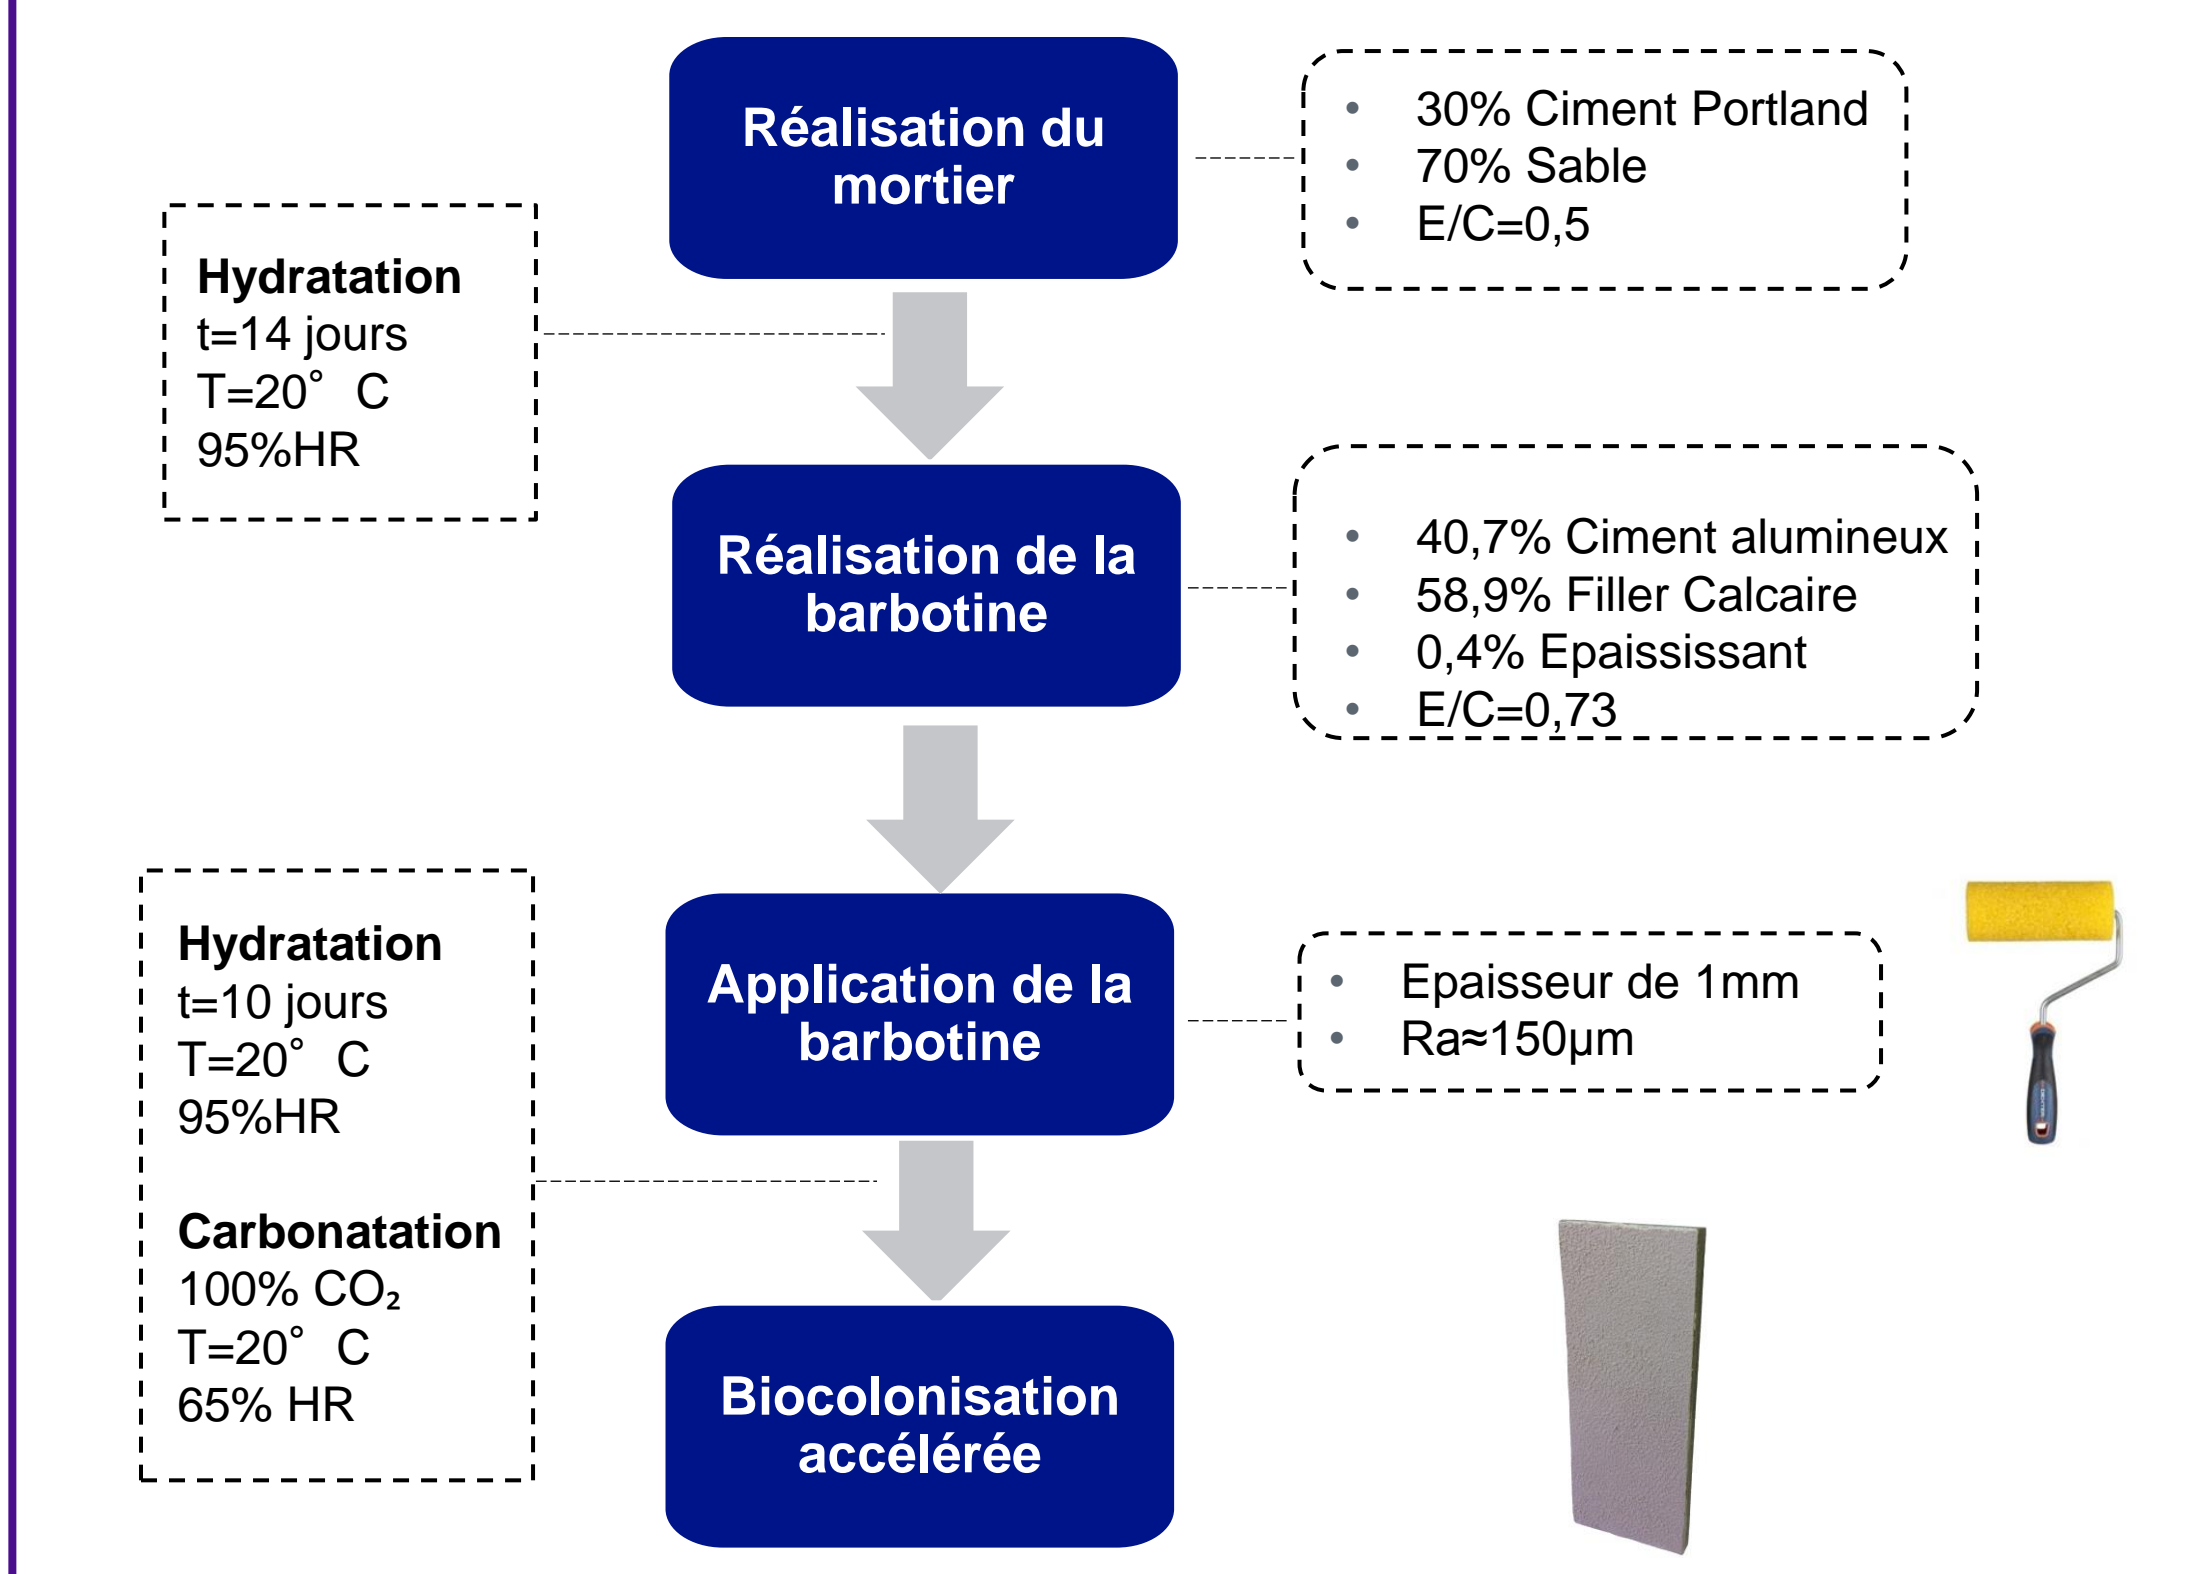 Réalisation du
mortier
• 30% Ciment Portland
• 70% Sable
• E/C=0,5
Hydratation
t=14 jours
T=20° C
95%HR
Réalisation de la
barbotine
• 40,7% Ciment alumineux
• 58,9% Filler Calcaire
• 0,4% Epaississant
• E/C=0,73
Application de la
barbotine
• Epaisseur de 1mm
• Ra≈150µm
Hydratation
t=10 jours
T=20° C
95%HR
Carbonatation
100% CO₂
T=20° C
65% HR
Biocolonisation
accélérée